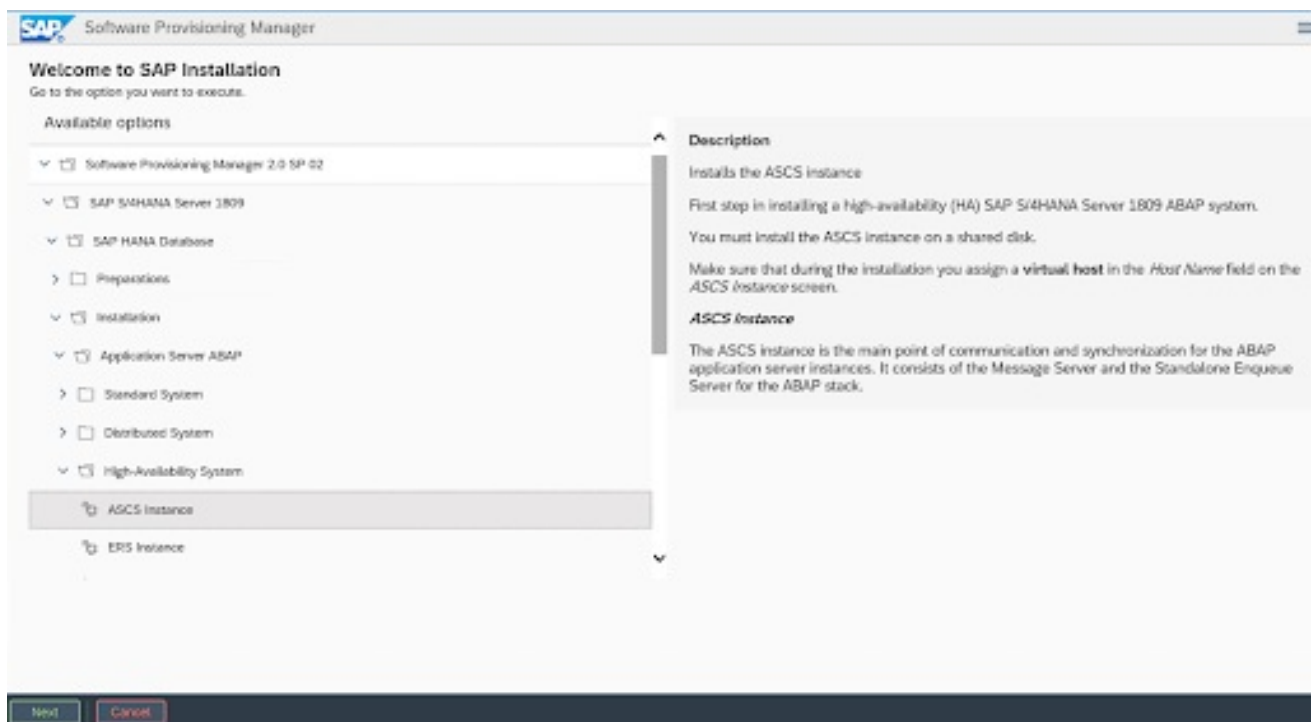 SAP Software Provisioning Manager
Welcome to SAP Installation
Go to the option you want to execute.
Available options
Software Provisioning Manager 2.0 SP 02
SAP S/4HANA Server 1809
SAP HANA Database
Preparations
Installation
Application Server ABAP
Standard System
Distributed System
High-Availability System
ASCS Instance
ERS Instance
Description
Installs the ASCS instance
First step in installing a high-availability (HA) SAP S/4HANA Server 1809 ABAP system.
You must install the ASCS instance on a shared disk.
Make sure that during the installation you assign a virtual host in the Host Name field on the
ASCS Instance screen.
ASCS Instance
The ASCS instance is the main point of communication and synchronization for the ABAP
application server instances. It consists of the Message Server and the Standalone Enqueue
Server for the ABAP stack.
Next Cancel